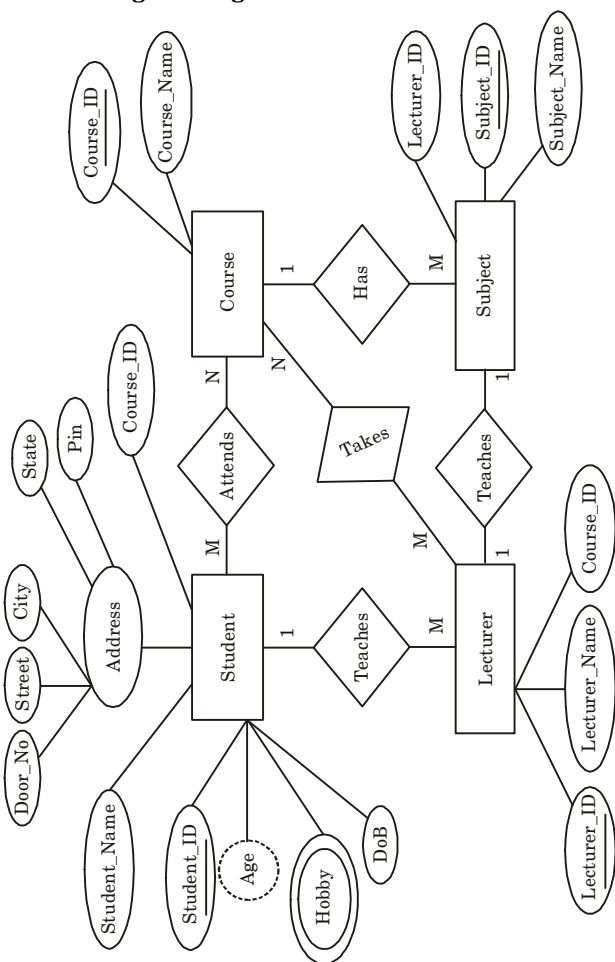 Door_No
Street
City
State
Pin
Course_ID
Student_Name
Address
Course_ID
Course_Name
Student_ID
Student
M
Attends
N
Course
Age
1
N
1
Hobby
Teaches
Takes
Has
DoB
M
M
M
Lecturer_ID
Lecturer
1
Teaches
1
Subject
Subject_ID
Subject_Name
Lecturer_ID
Lecturer_Name
Course_ID